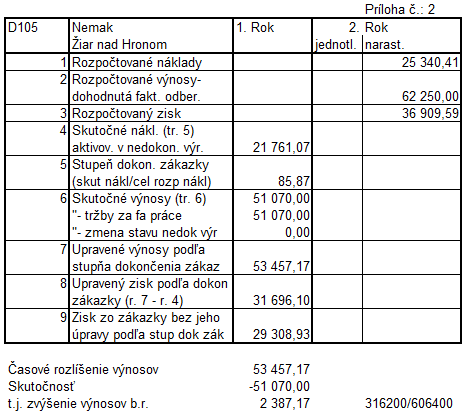 Príloha č.: 2
D105 Nemak 1. Rok 2. Rok
Žiar nad Hronom jednotl. narast.
1 Rozpočtované náklady 25 340,41
2 Rozpočtované výnosy-
dohodnutá fakt. odber. 62 250,00
3 Rozpočtovaný zisk 36 909,59
4 Skutočné nákl. (tr. 5)
aktivov. v nedokon. výr. 21 761,07
5 Stupeň dokon. zákazky
(skut nákl/cel rozp nákl) 85,87
6 Skutočné výnosy (tr. 6) 51 070,00
"- tržby za fa práce 51 070,00
"- zmena stavu nedok výr 0,00
7 Upravené výnosy podľa
stupňa dokončenia zákaz 53 457,17
8 Upravený zisk podľa dokon
zákazky (r. 7 - r. 4) 31 696,10
9 Zisk zo zákazky bez jeho
úpravy podľa stup dok zák 29 308,93
Časové rozlíšenie výnosov 53 457,17
Skutočnosť -51 070,00
t.j. zvýšenie výnosov b.r. 2 387,17 316200/606400